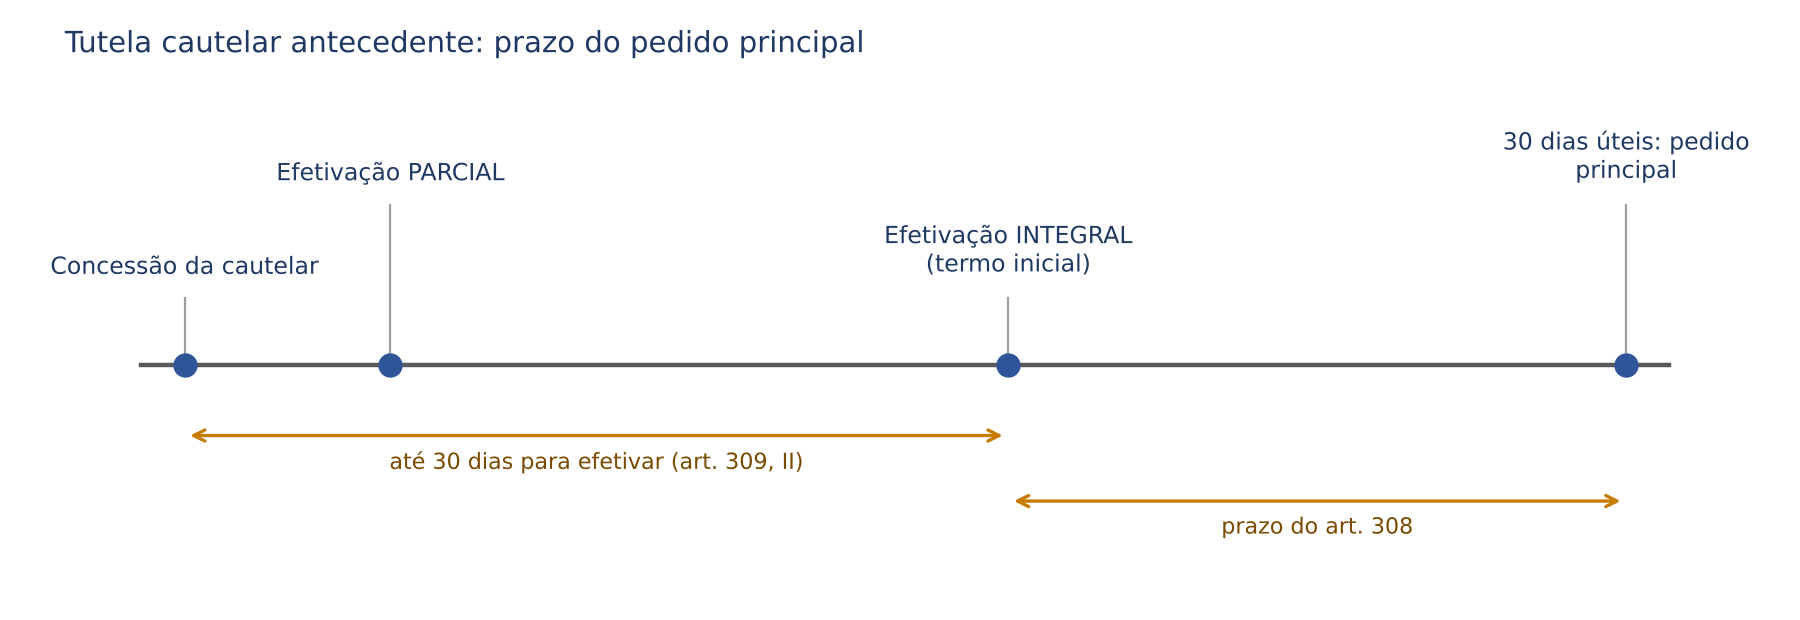 Tutela cautelar antecedente: prazo do pedido principal
Concessão da cautelar
Efetivação PARCIAL
Efetivação INTEGRAL
(termo inicial)
30 dias úteis: pedido
principal
até 30 dias para efetivar (art. 309, II)
prazo do art. 308